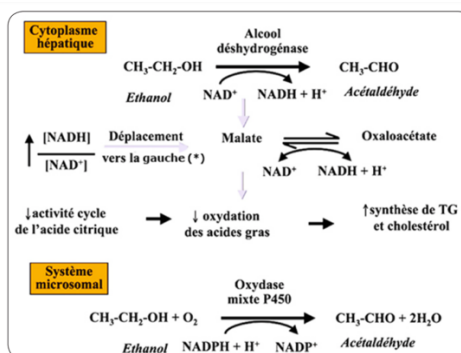 Cytoplasme
hépatique
Alcool
déshydrogénase
CH₃-CH₂-OH
CH₃-CHO
Ethanol
NAD⁺
NADH + H⁺
Acétaldéhyde
[NADH]
[NAD⁺]
Déplacement
vers la gauche (*)
Malate
Oxaloacétate
NAD⁺
NADH + H⁺
↓activité cycle
de l'acide citrique
↓ oxydation
des acides gras
↑synthèse de TG
et cholestérol
Système
microsomal
Oxydase
mixte P450
CH₃-CH₂-OH + O₂
CH₃-CHO + 2H₂O
Ethanol
NADPH + H⁺
NADP⁺
Acétaldéhyde